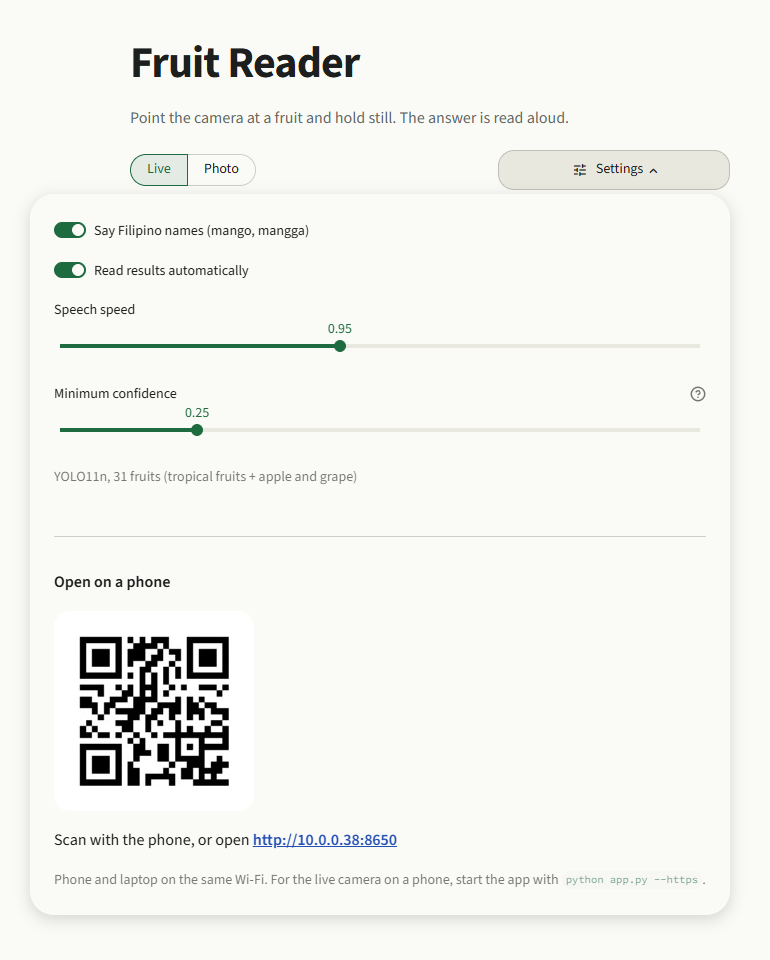 Fruit Reader
Point the camera at a fruit and hold still. The answer is read aloud.
Live Photo Settings
Say Filipino names (mango, mangga)
Read results automatically
Speech speed
0.95
Minimum confidence
0.25
YOLO11n, 31 fruits (tropical fruits + apple and grape)
Open on a phone
Scan with the phone, or open http://10.0.0.38:8650
Phone and laptop on the same Wi-Fi. For the live camera on a phone, start the app with python app.py --https .